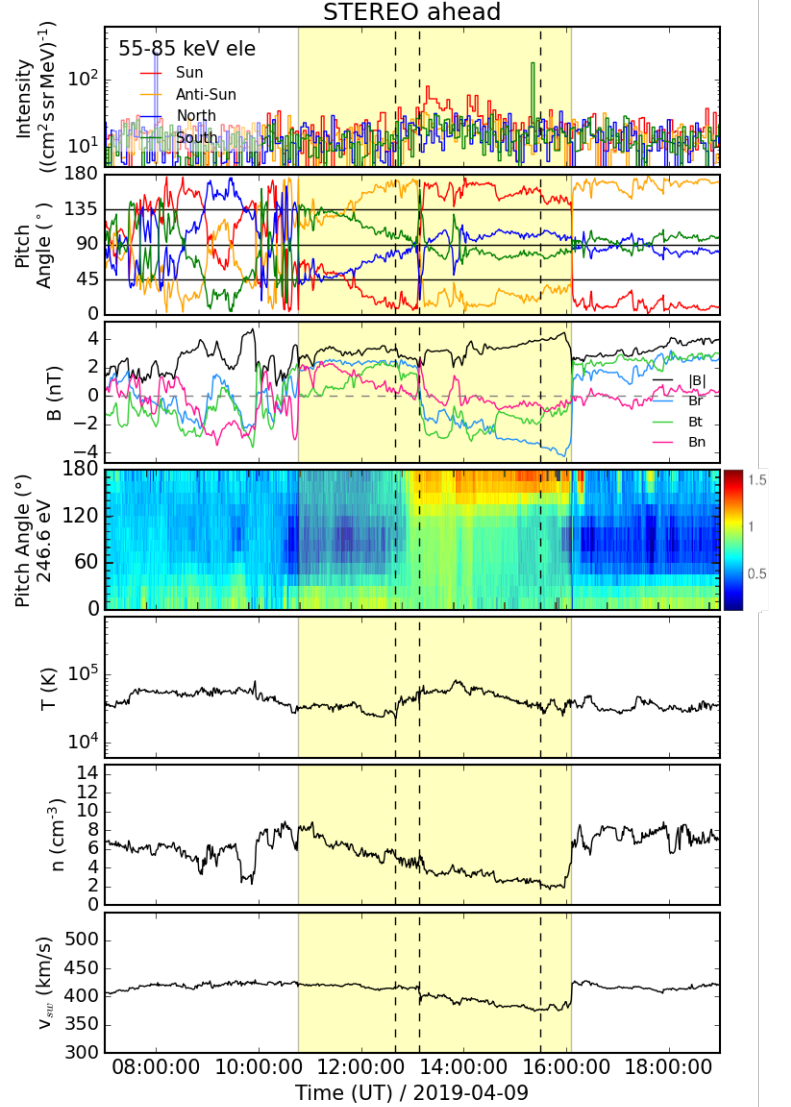 STEREO ahead
Intensity
((cm² s sr MeV)⁻¹)
10²
10¹
55-85 keV ele
Sun
Anti-Sun
North
South
Pitch
Angle (°)
180
135
90
45
0
B (nT)
4
2
0
−2
−4
|B|
Br
Bt
Bn
Pitch Angle (°)
246.6 eV
180
120
60
0
1.5
1
0.5
T (K)
10⁵
10⁴
n (cm⁻³)
14
12
10
8
6
4
2
0
v_sw (km/s)
500
450
400
350
300
08:00:00 10:00:00 12:00:00 14:00:00 16:00:00 18:00:00
Time (UT) / 2019-04-09